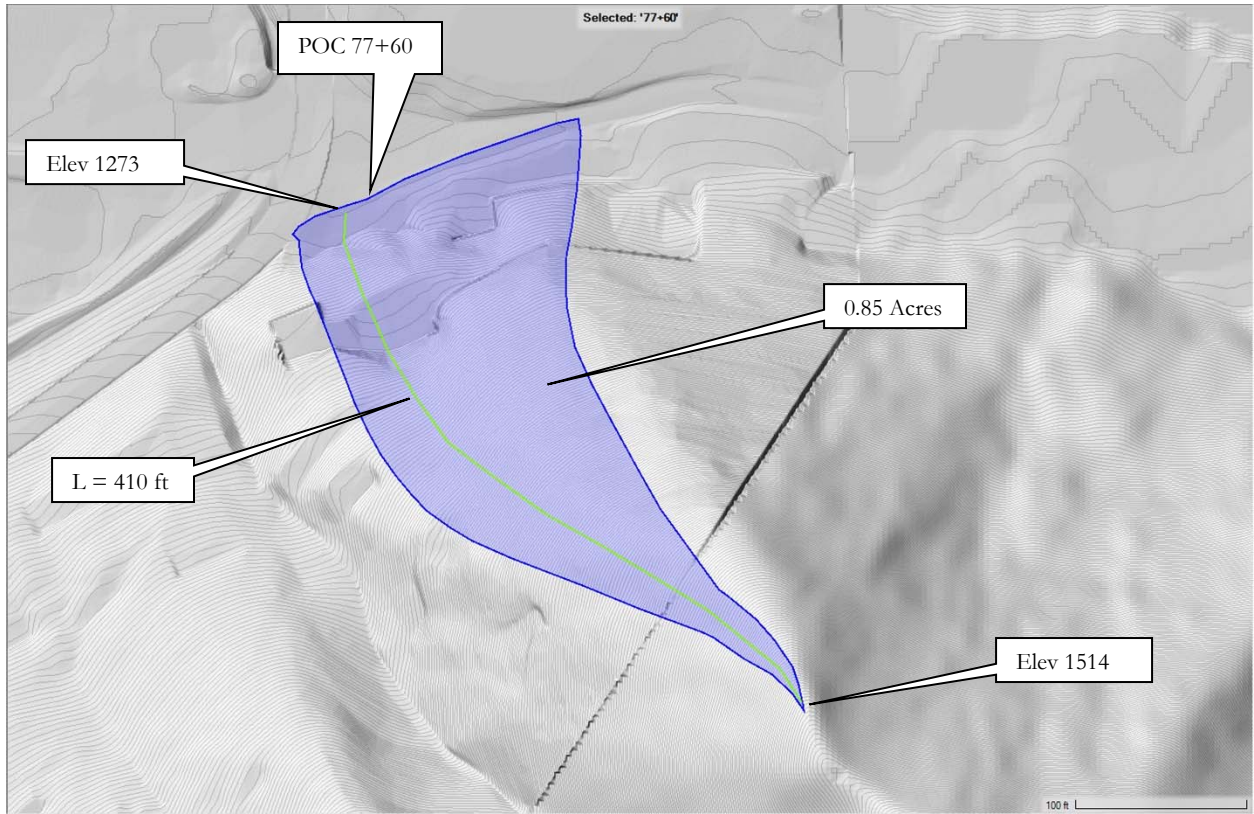 Selected: '77+60'
POC 77+60
Elev 1273
0.85 Acres
L = 410 ft
Elev 1514
100 ft